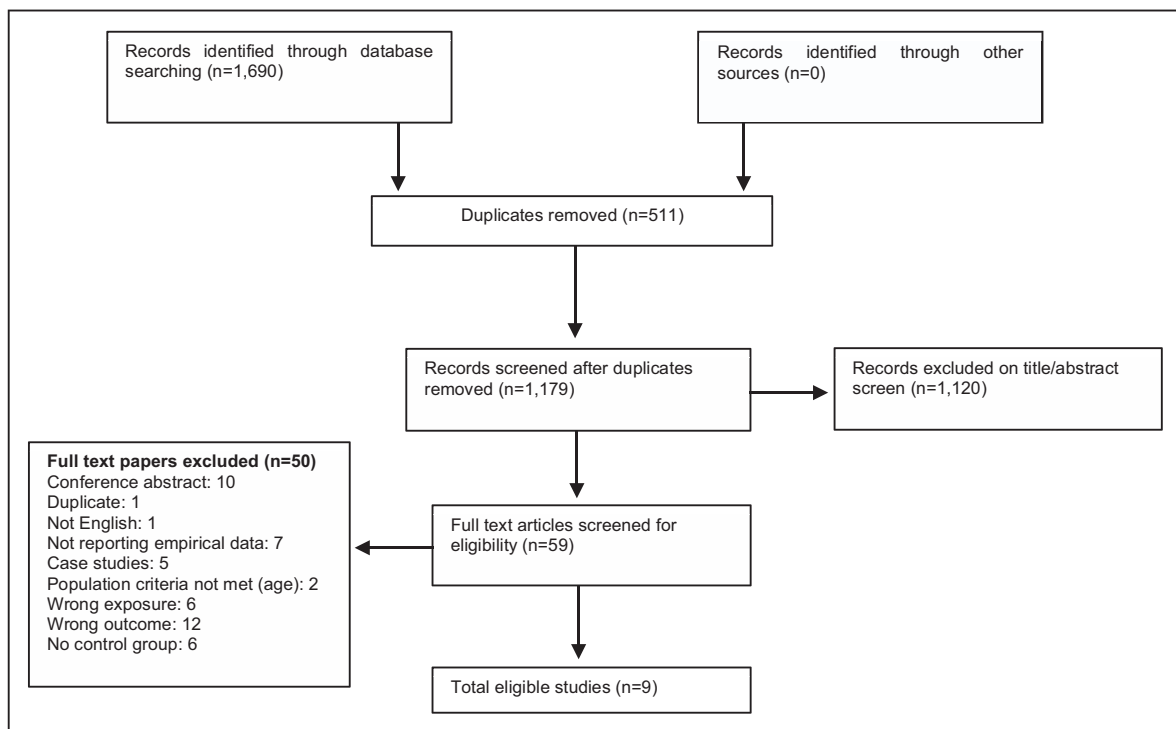 Records identified through database
searching (n=1,690)
Records identified through other
sources (n=0)
Duplicates removed (n=511)
Records screened after duplicates
removed (n=1,179)
Records excluded on title/abstract
screen (n=1,120)
Full text papers excluded (n=50)
Conference abstract: 10
Duplicate: 1
Not English: 1
Not reporting empirical data: 7
Case studies: 5
Population criteria not met (age): 2
Wrong exposure: 6
Wrong outcome: 12
No control group: 6
Full text articles screened for
eligibility (n=59)
Total eligible studies (n=9)